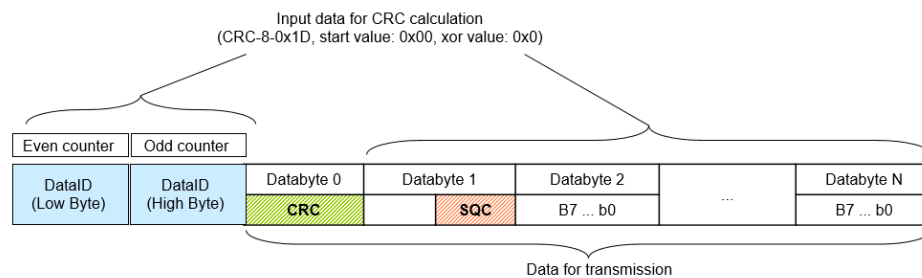 Input data for CRC calculation
(CRC-8-0x1D, start value: 0x00, xor value: 0x0)
Even counter
Odd counter
DataID
(Low Byte)
DataID
(High Byte)
Databyte 0
Databyte 1
Databyte 2
Databyte N
CRC
SQC
B7 ... b0
...
B7 ... b0
Data for transmission